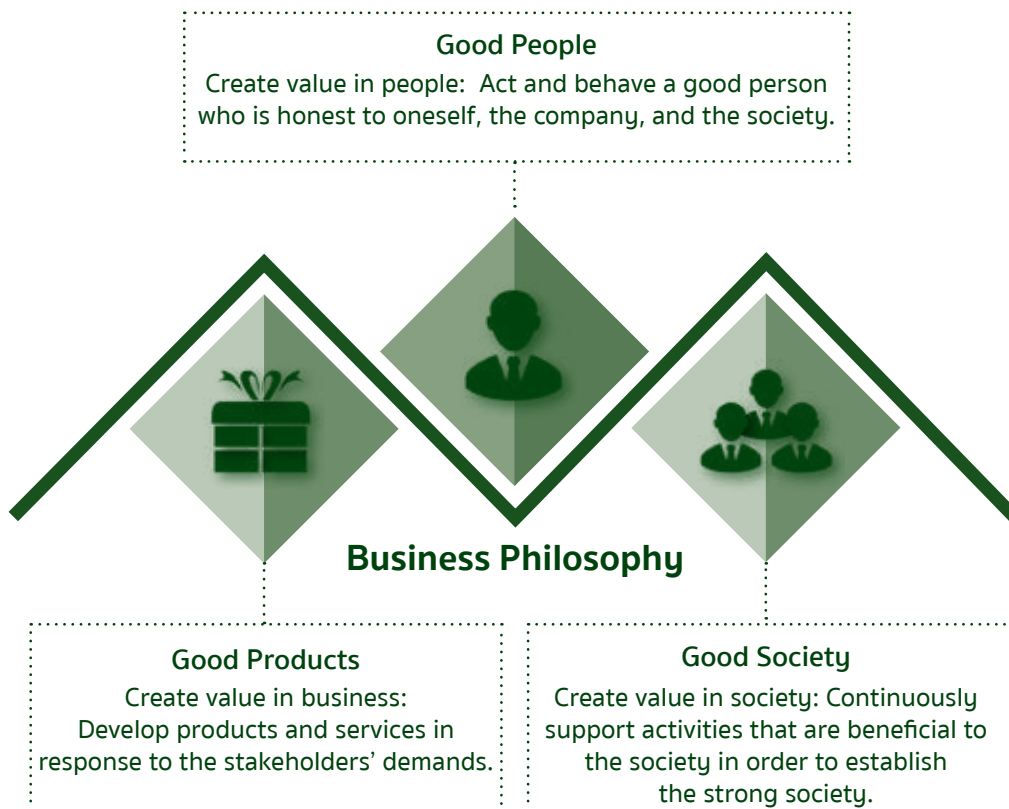 Good People
Create value in people: Act and behave a good person
who is honest to oneself, the company, and the society.
Business Philosophy
Good Products
Create value in business:
Develop products and services in
response to the stakeholders’ demands.
Good Society
Create value in society: Continuously
support activities that are beneficial to
the society in order to establish
the strong society.